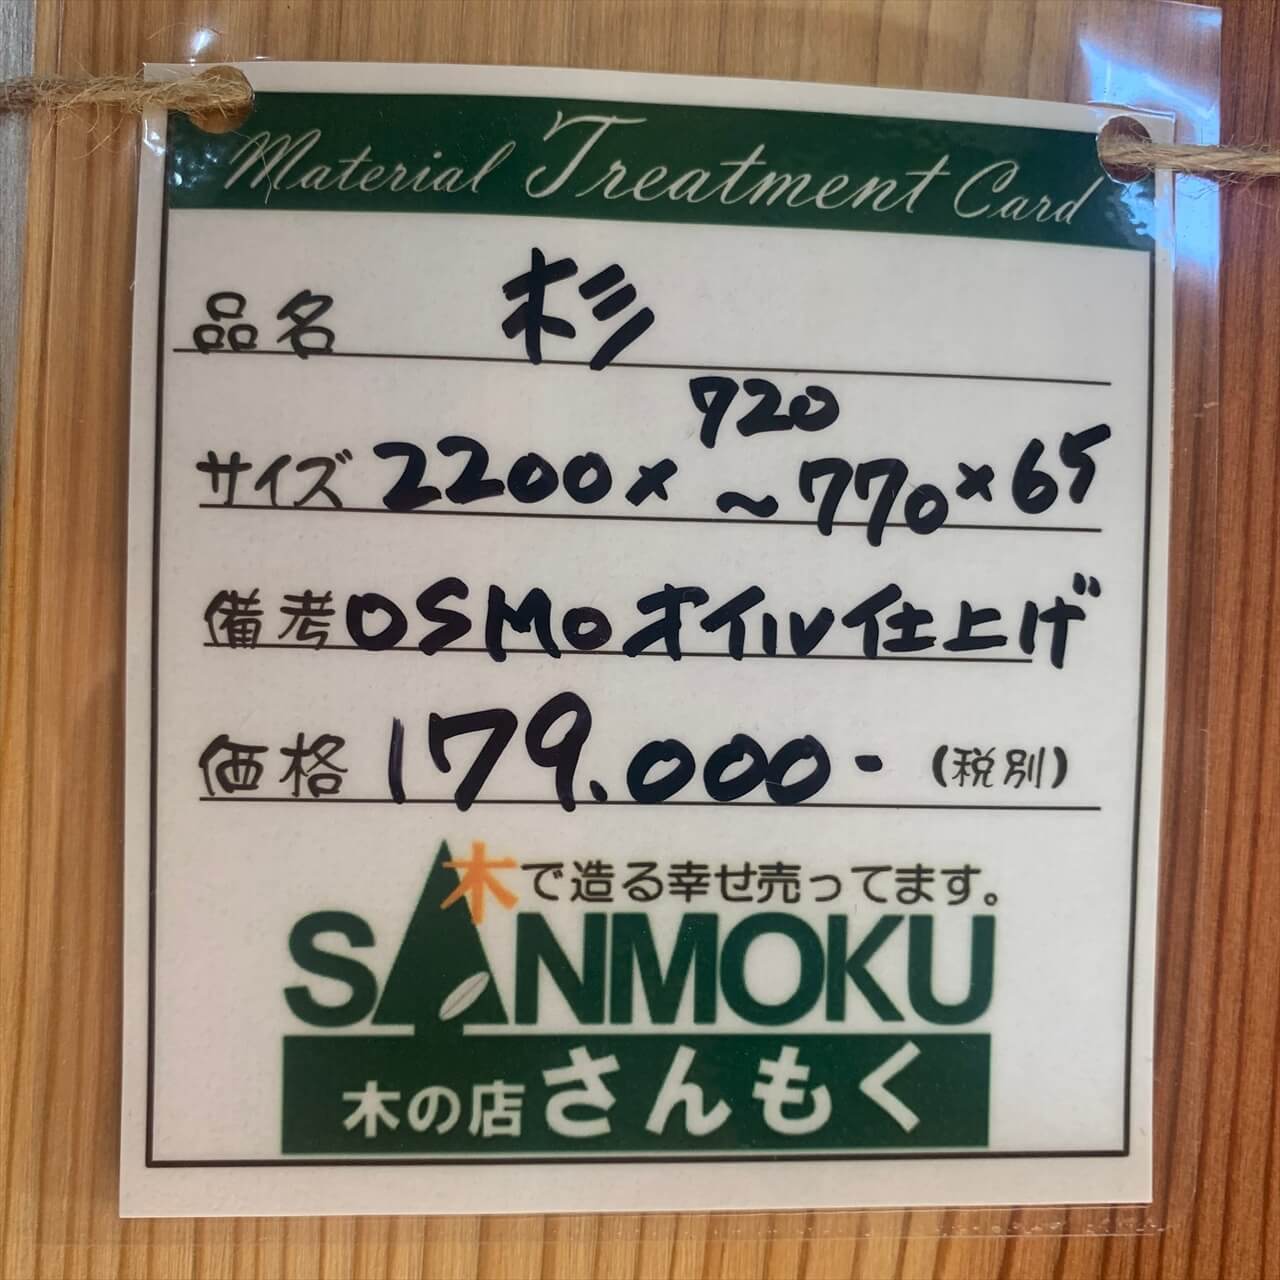 Material Treatment Card
品名 杉
サイズ 2200× 720~770×65
備考 OSMOオイル仕上げ
価格 179.000- (税別)
木で造る幸せ売ってます。
SANMOKU
木の店さんもく